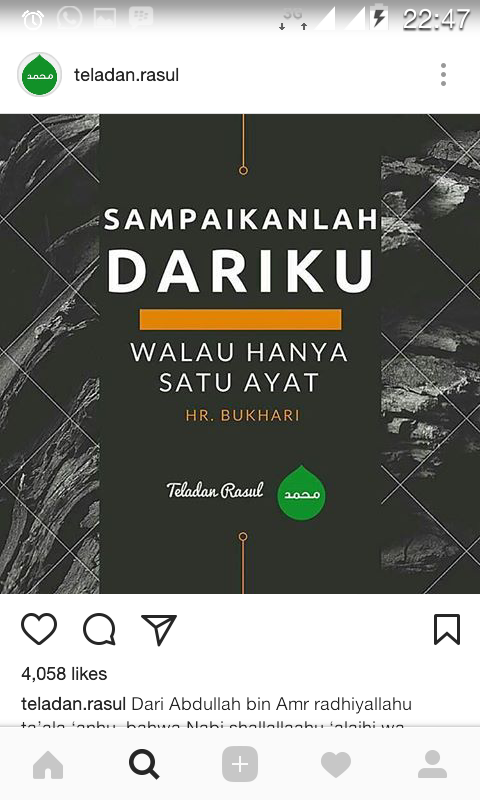 3G
22:47
محمد
teladan.rasul
SAMPAIKANLAH
DARIKU
WALAU HANYA
SATU AYAT
HR. BUKHARI
Teladan Rasul
محمد
4,058 likes
teladan.rasul Dari Abdullah bin Amr radhiyallahu
ta'ala 'anhu, bahwa Nabi shallallaahu 'alaihi wa